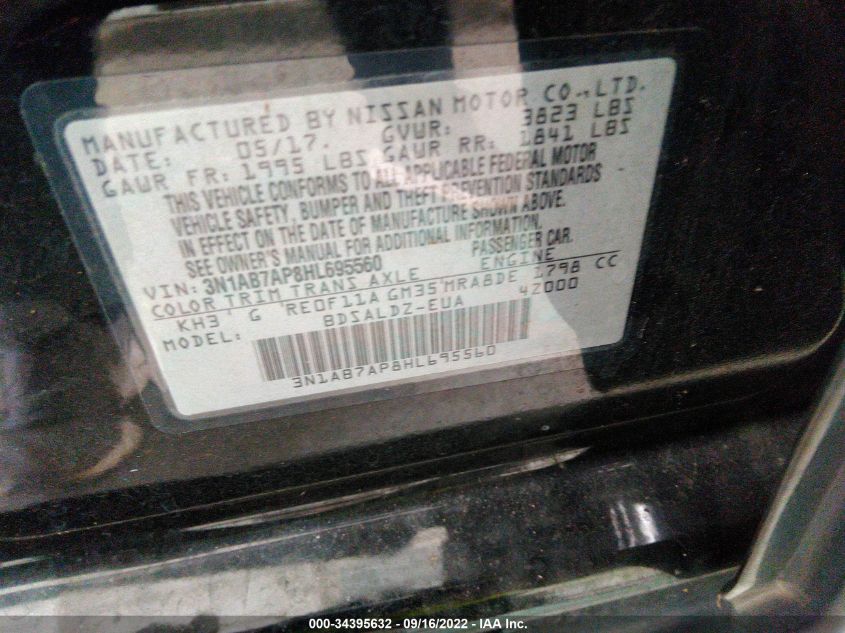 MANUFACTURED BY NISSAN MOTOR CO.,LTD.
DATE: 05/17. GVWR: 3823 LBS
GAWR FR: 1995 LBS GAWR RR: 1841 LBS
THIS VEHICLE CONFORMS TO ALL APPLICABLE FEDERAL MOTOR
VEHICLE SAFETY, BUMPER AND THEFT PREVENTION STANDARDS
IN EFFECT ON THE DATE OF MANUFACTURE SHOWN ABOVE.
SEE OWNER'S MANUAL FOR ADDITIONAL INFORMATION.
VIN: 3N1AB7AP8HL695560 PASSENGER CAR.
COLOR TRIM TRANS AXLE ENGINE
KH3 G RE0F11A GM35 MRA8DE 1798 CC
MODEL: BDSALDZ-EUA 42000
3N1AB7AP8HL695560
000-34395632 - 09/16/2022 - IAA Inc.